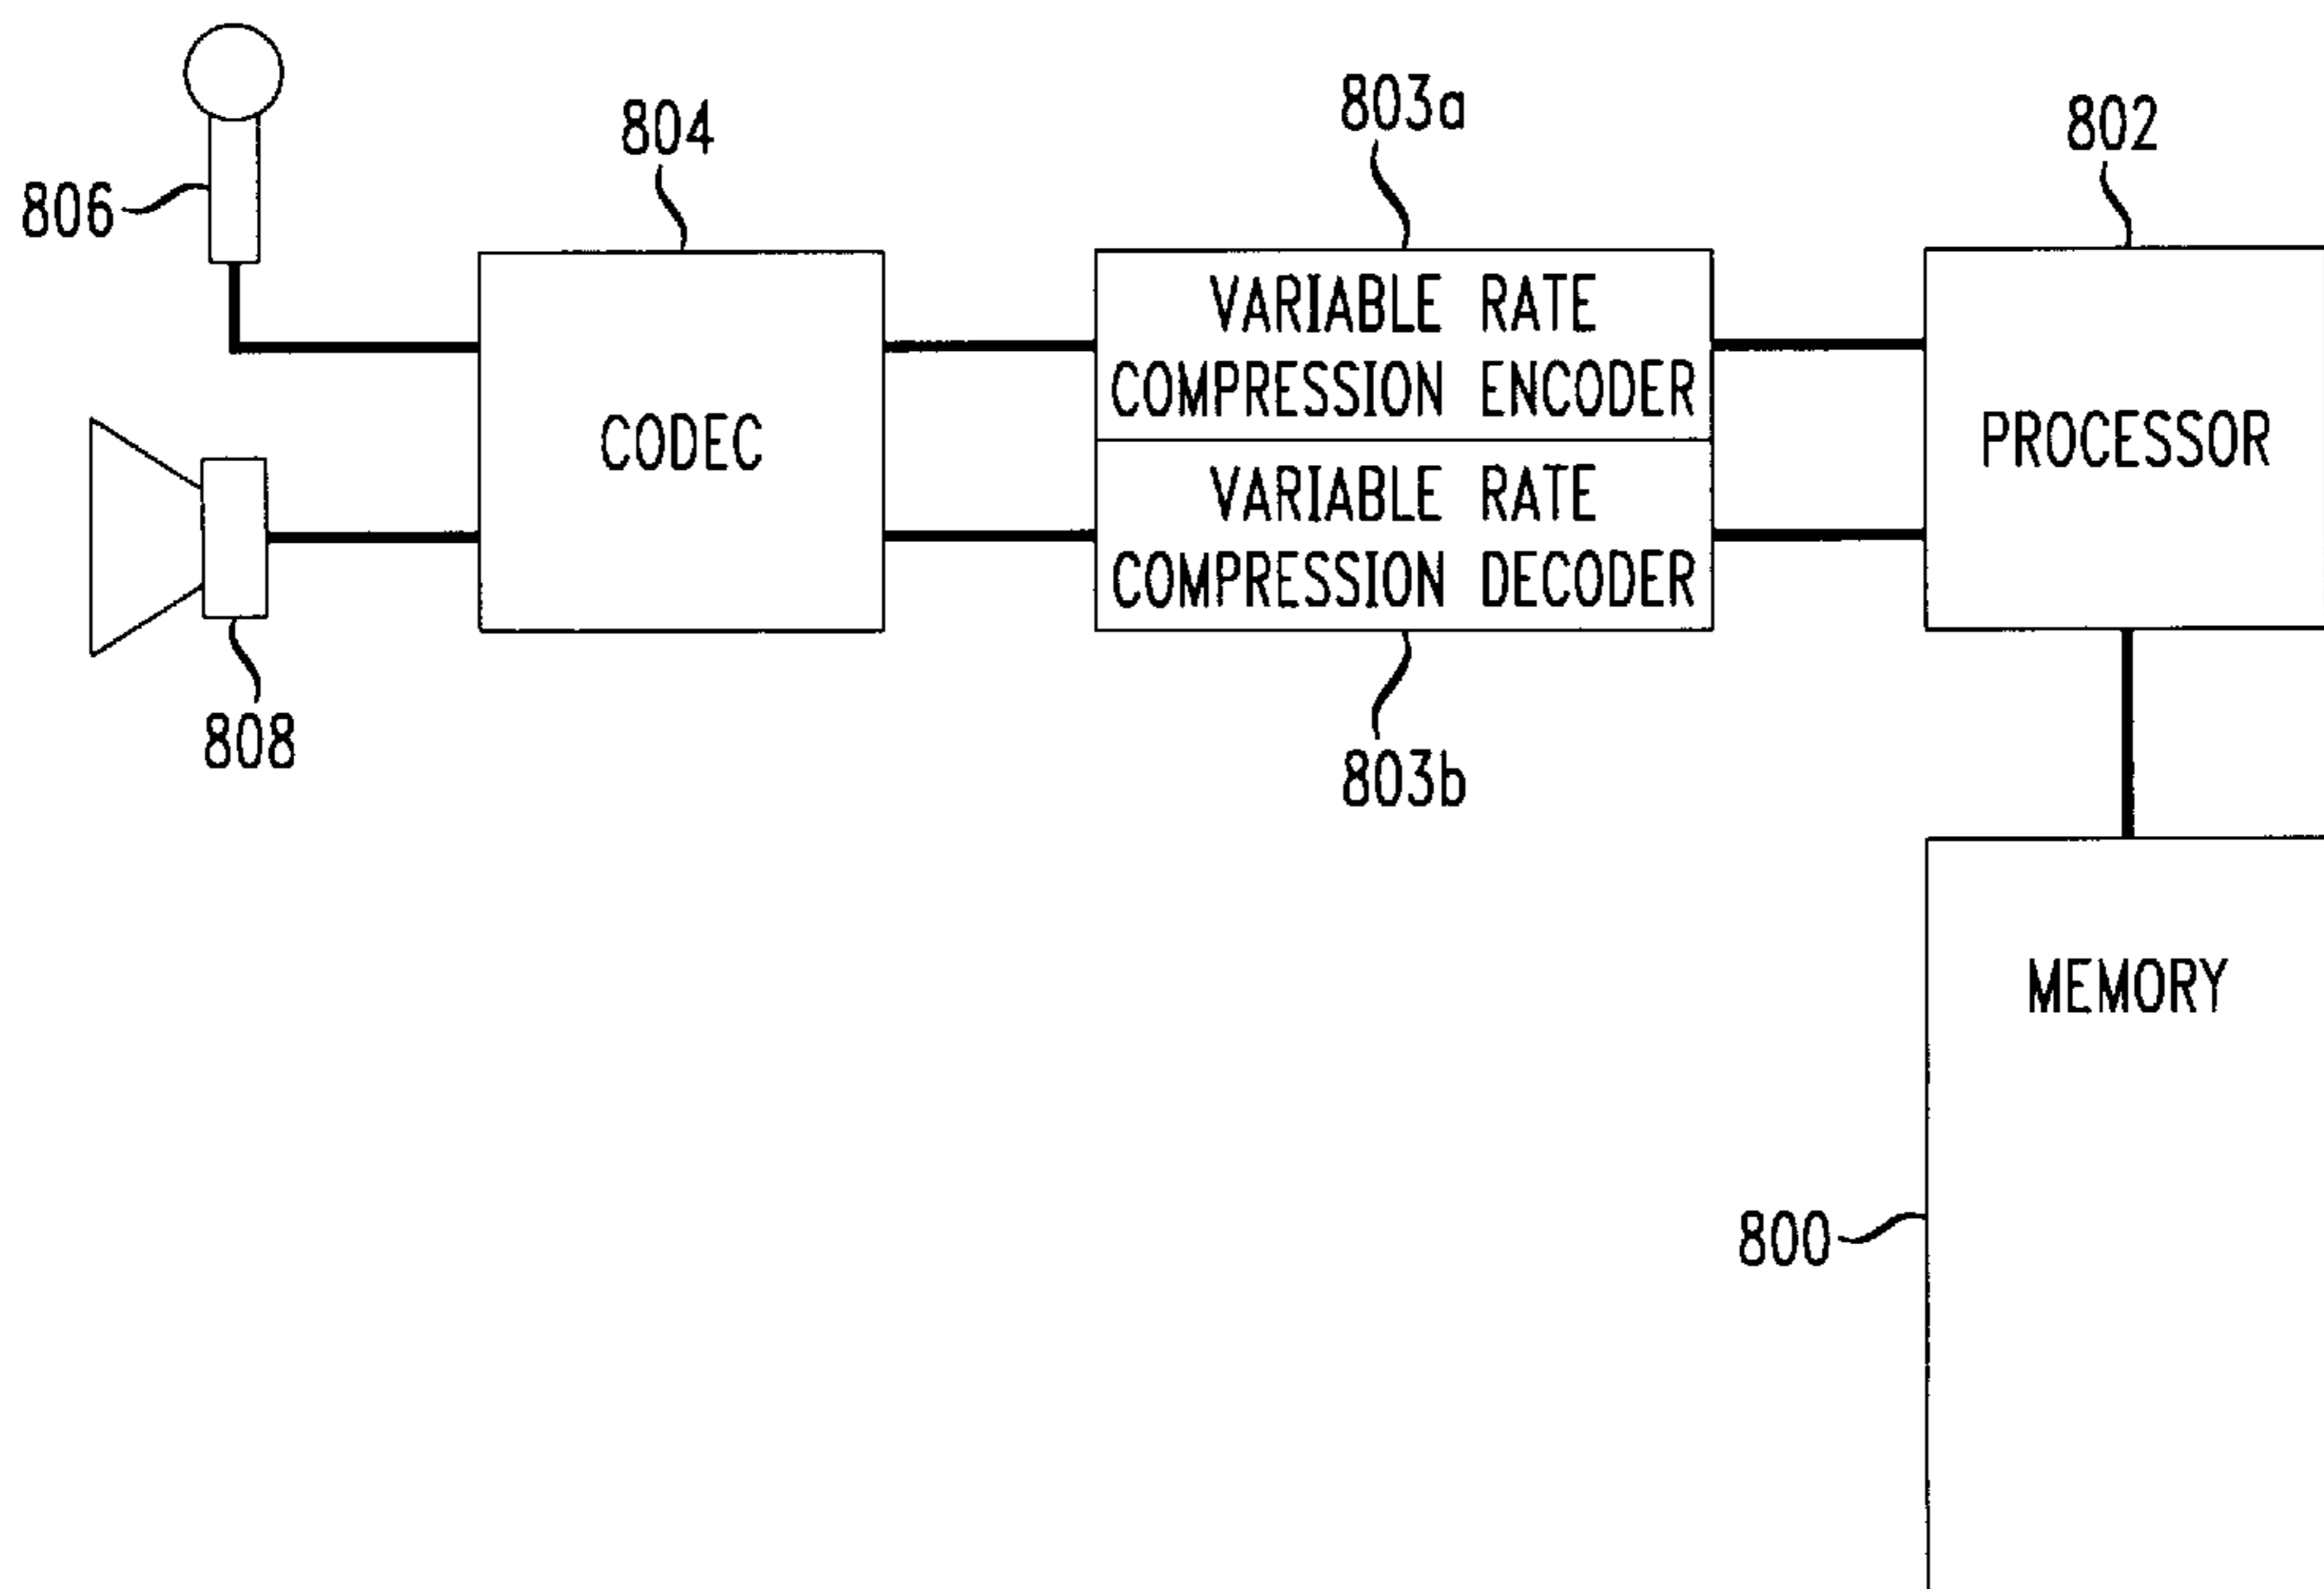 804
803a
802
806
CODEC
VARIABLE RATE
COMPRESSION ENCODER
VARIABLE RATE
COMPRESSION DECODER
PROCESSOR
808
803b
MEMORY
800